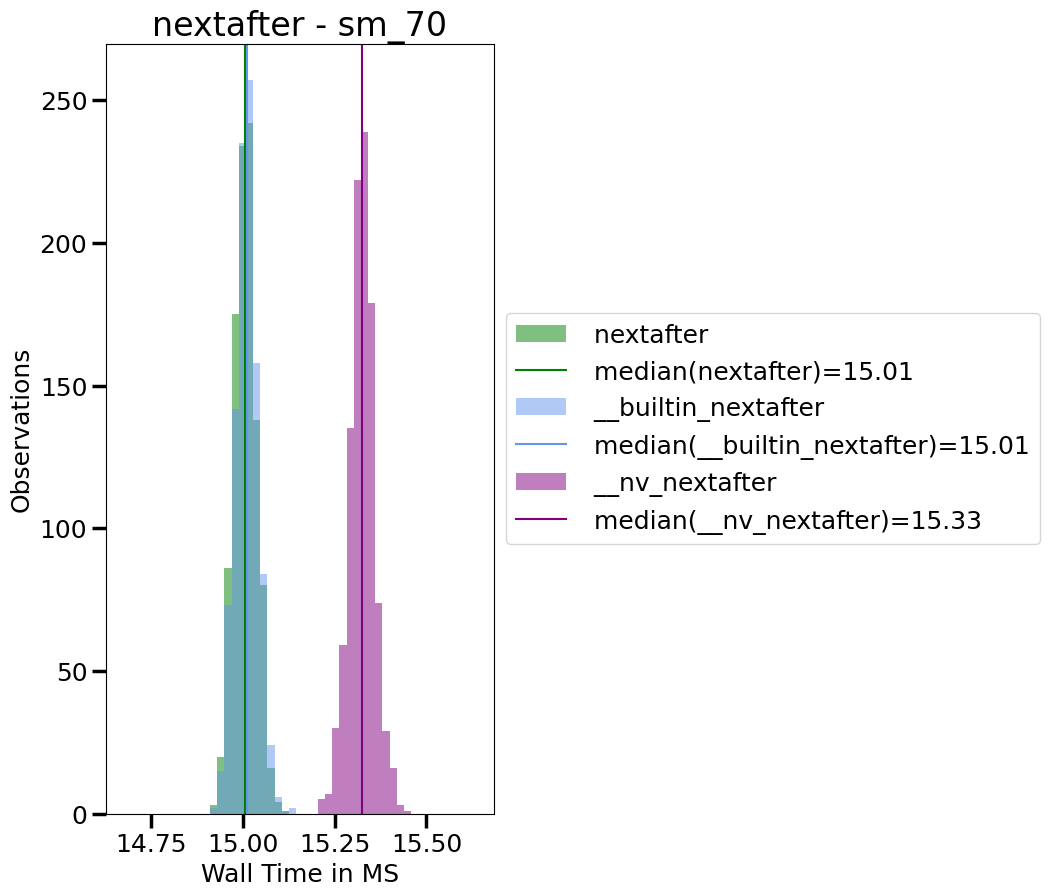 nextafter - sm_70
Observations
250
200
150
100
50
0
14.75 15.00 15.25 15.50
Wall Time in MS
nextafter
median(nextafter)=15.01
__builtin_nextafter
median(__builtin_nextafter)=15.01
__nv_nextafter
median(__nv_nextafter)=15.33